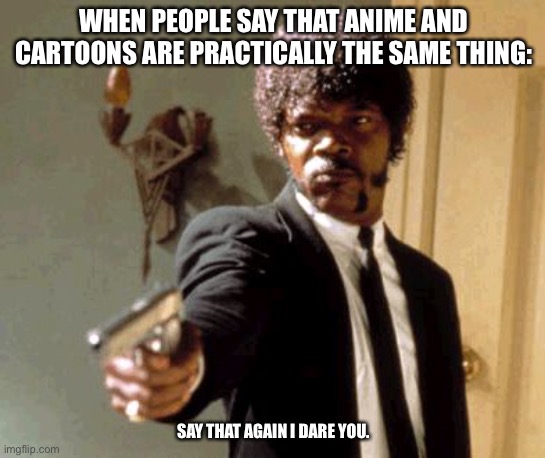 WHEN PEOPLE SAY THAT ANIME AND
CARTOONS ARE PRACTICALLY THE SAME THING:
SAY THAT AGAIN I DARE YOU.
imgflip.com